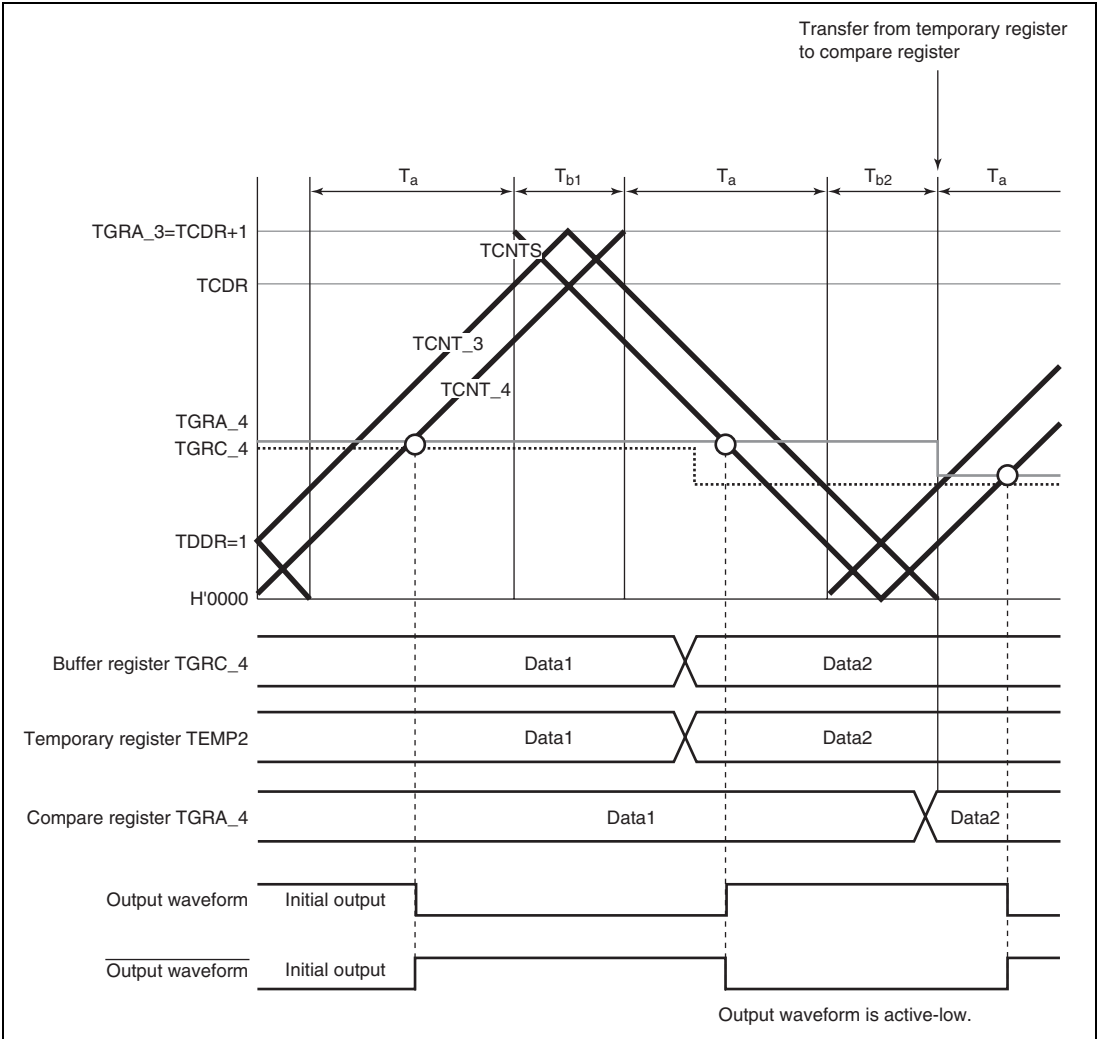 Transfer from temporary register
to compare register
Ta Tb1 Ta Tb2 Ta
TGRA_3=TCDR+1
TCNTS
TCDR
TCNT_3
TCNT_4
TGRA_4
TGRC_4
TDDR=1
H'0000
Buffer register TGRC_4 Data1 Data2
Temporary register TEMP2 Data1 Data2
Compare register TGRA_4 Data1 Data2
Output waveform Initial output
Output waveform Initial output
Output waveform is active-low.